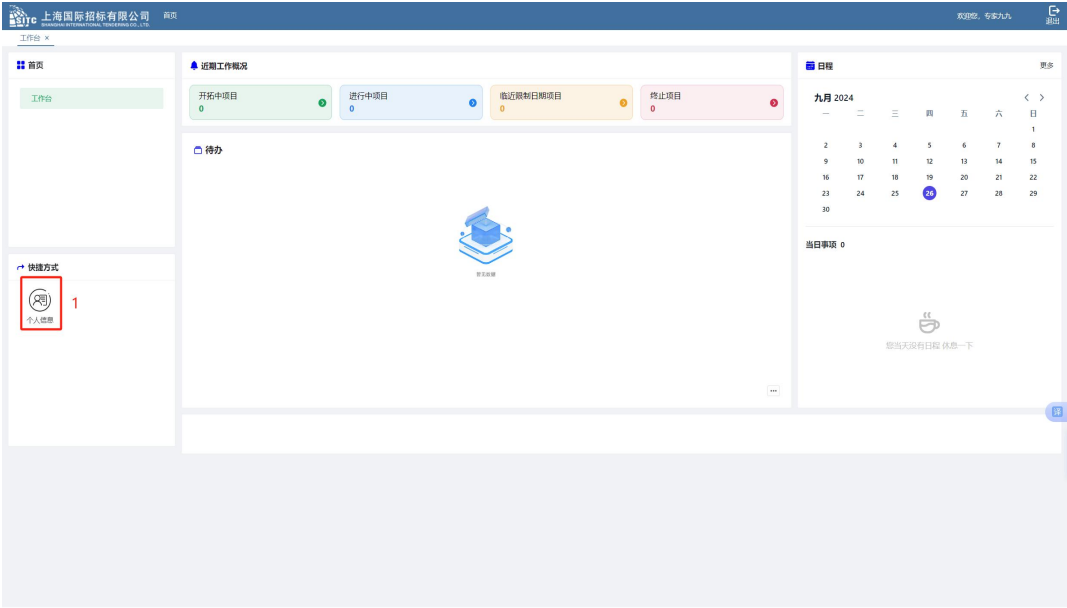 SITC 上海国际招标有限公司 首页 欢迎您，专家九九 退出
SHANGHAI INTERNATIONAL TENDERING CO., LTD.
工作台 ×
首页
工作台
快捷方式
个人信息
1
近期工作概况
开拓中项目
0
进行中项目
0
临近限制日期项目
0
终止项目
0
待办
暂无数据
日程 更多
九月 2024
一 二 三 四 五 六 日
1
2 3 4 5 6 7 8
9 10 11 12 13 14 15
16 17 18 19 20 21 22
23 24 25 26 27 28 29
30
当日事项 0
您当天没有日程 休息一下
译